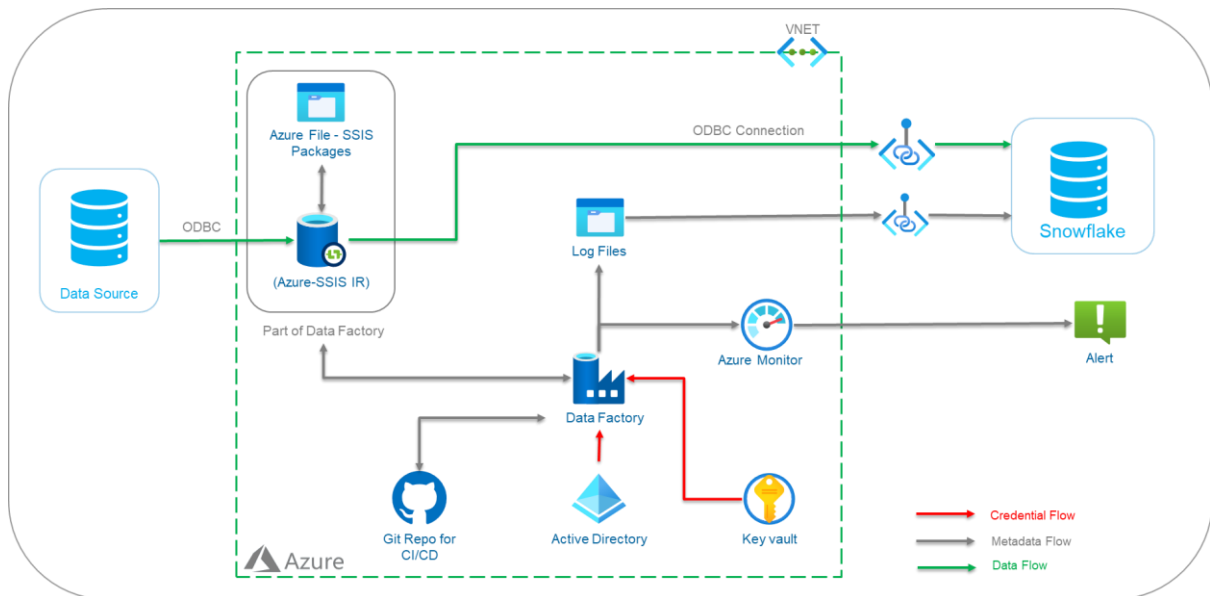 VNET
Azure File - SSIS
Packages
ODBC Connection
ODBC
Snowflake
Log Files
(Azure-SSIS IR)
Data Source
Part of Data Factory
Azure Monitor
Alert
Data Factory
Git Repo for
CI/CD
Active Directory
Key vault
Credential Flow
Metadata Flow
Data Flow
Azure